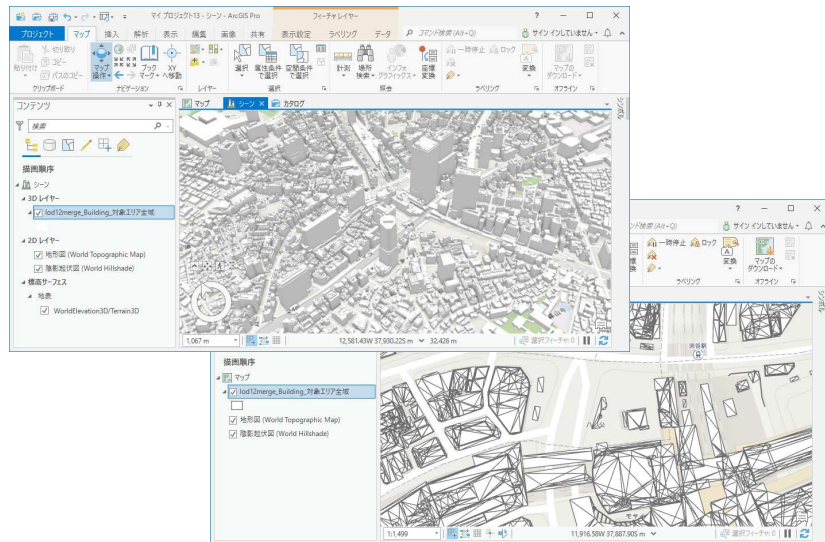 マイ プロジェクト13 - シーン - ArcGIS Pro
フィーチャ レイヤー
プロジェクト マップ 挿入 解析 表示 編集 画像 共有 表示設定 ラベリング データ
コマンド検索 (Alt+Q)
サイン インしていません
貼り付け
切り取り
コピー
パスのコピー
マップ操作
ブックマーク
XYへ移動
選択
属性条件で選択
空間条件で選択
計測
場所検索
インフォグラフィックス
座標変換
一時停止 ロック
変換
マップのダウンロード
クリップボード ナビゲーション レイヤー 選択 照会 ラベリング オフライン
コンテンツ
検索
描画順序
シーン
3D レイヤー
lod12merge_Building_対象エリア全域
2D レイヤー
地形図 (World Topographic Map)
陰影起伏図 (World Hillshade)
標高サーフェス
地表
WorldElevation3D/Terrain3D
マップ シーン カタログ
シンボル
1,067 m
12,581.43W 37,930.225 m
32,426 m
選択フィーチャ: 0
ンド検索 (Alt+Q)
サイン インしていません
一時停止 ロック
変換
マップのダウンロード
ラベリング オフライン
シンボル
描画順序
マップ
lod12merge_Building_対象エリア全域
地形図 (World Topographic Map)
陰影起伏図 (World Hillshade)
渋谷駅
1:1,499
11,916.58W 37,887.90S m
選択フィーチャ: 0